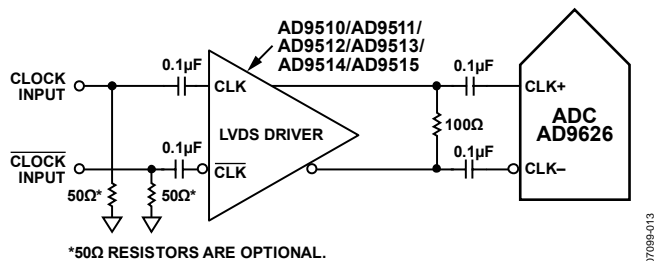 AD9510/AD9511/
AD9512/AD9513/
AD9514/AD9515
0.1µF
0.1µF
CLOCK
INPUT
CLK
CLK+
ADC
AD9626
LVDS DRIVER
100Ω
0.1µF
0.1µF
CLOCK
INPUT
CLK
CLK–
50Ω*
50Ω*
*50Ω RESISTORS ARE OPTIONAL.
07099-013